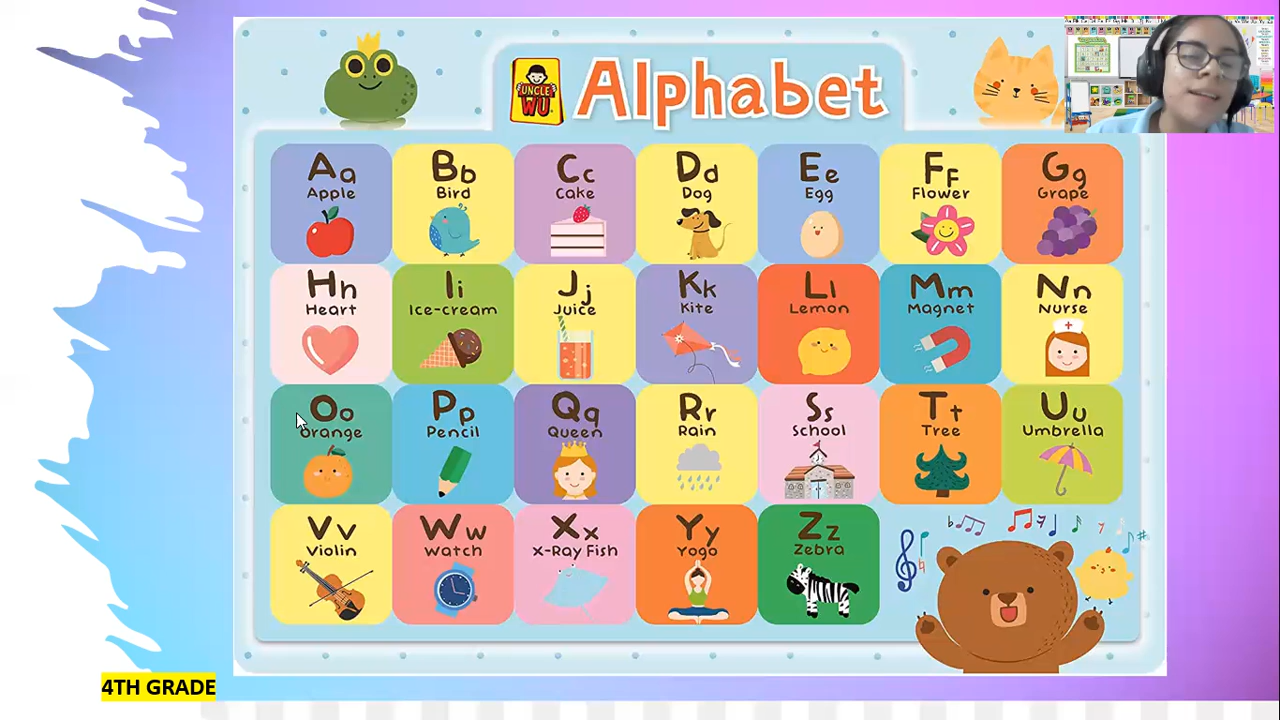 UNCLE WU
Alphabet
Aa Bb Cc Dd Ee FF Gg
Apple Bird Cake Dog Egg Flower Grape
Hh Ii Jj Kk Ll Mm Nn
Heart Ice-cream Juice Kite Lemon Magnet Nurse
Oo Pp Qq Rr Ss Tt Uu
Orange Pencil Queen Rain School Tree Umbrella
Vv Ww Xx Yy Zz
Violin Watch X-Ray Fish Yogo Zebra
4TH GRADE